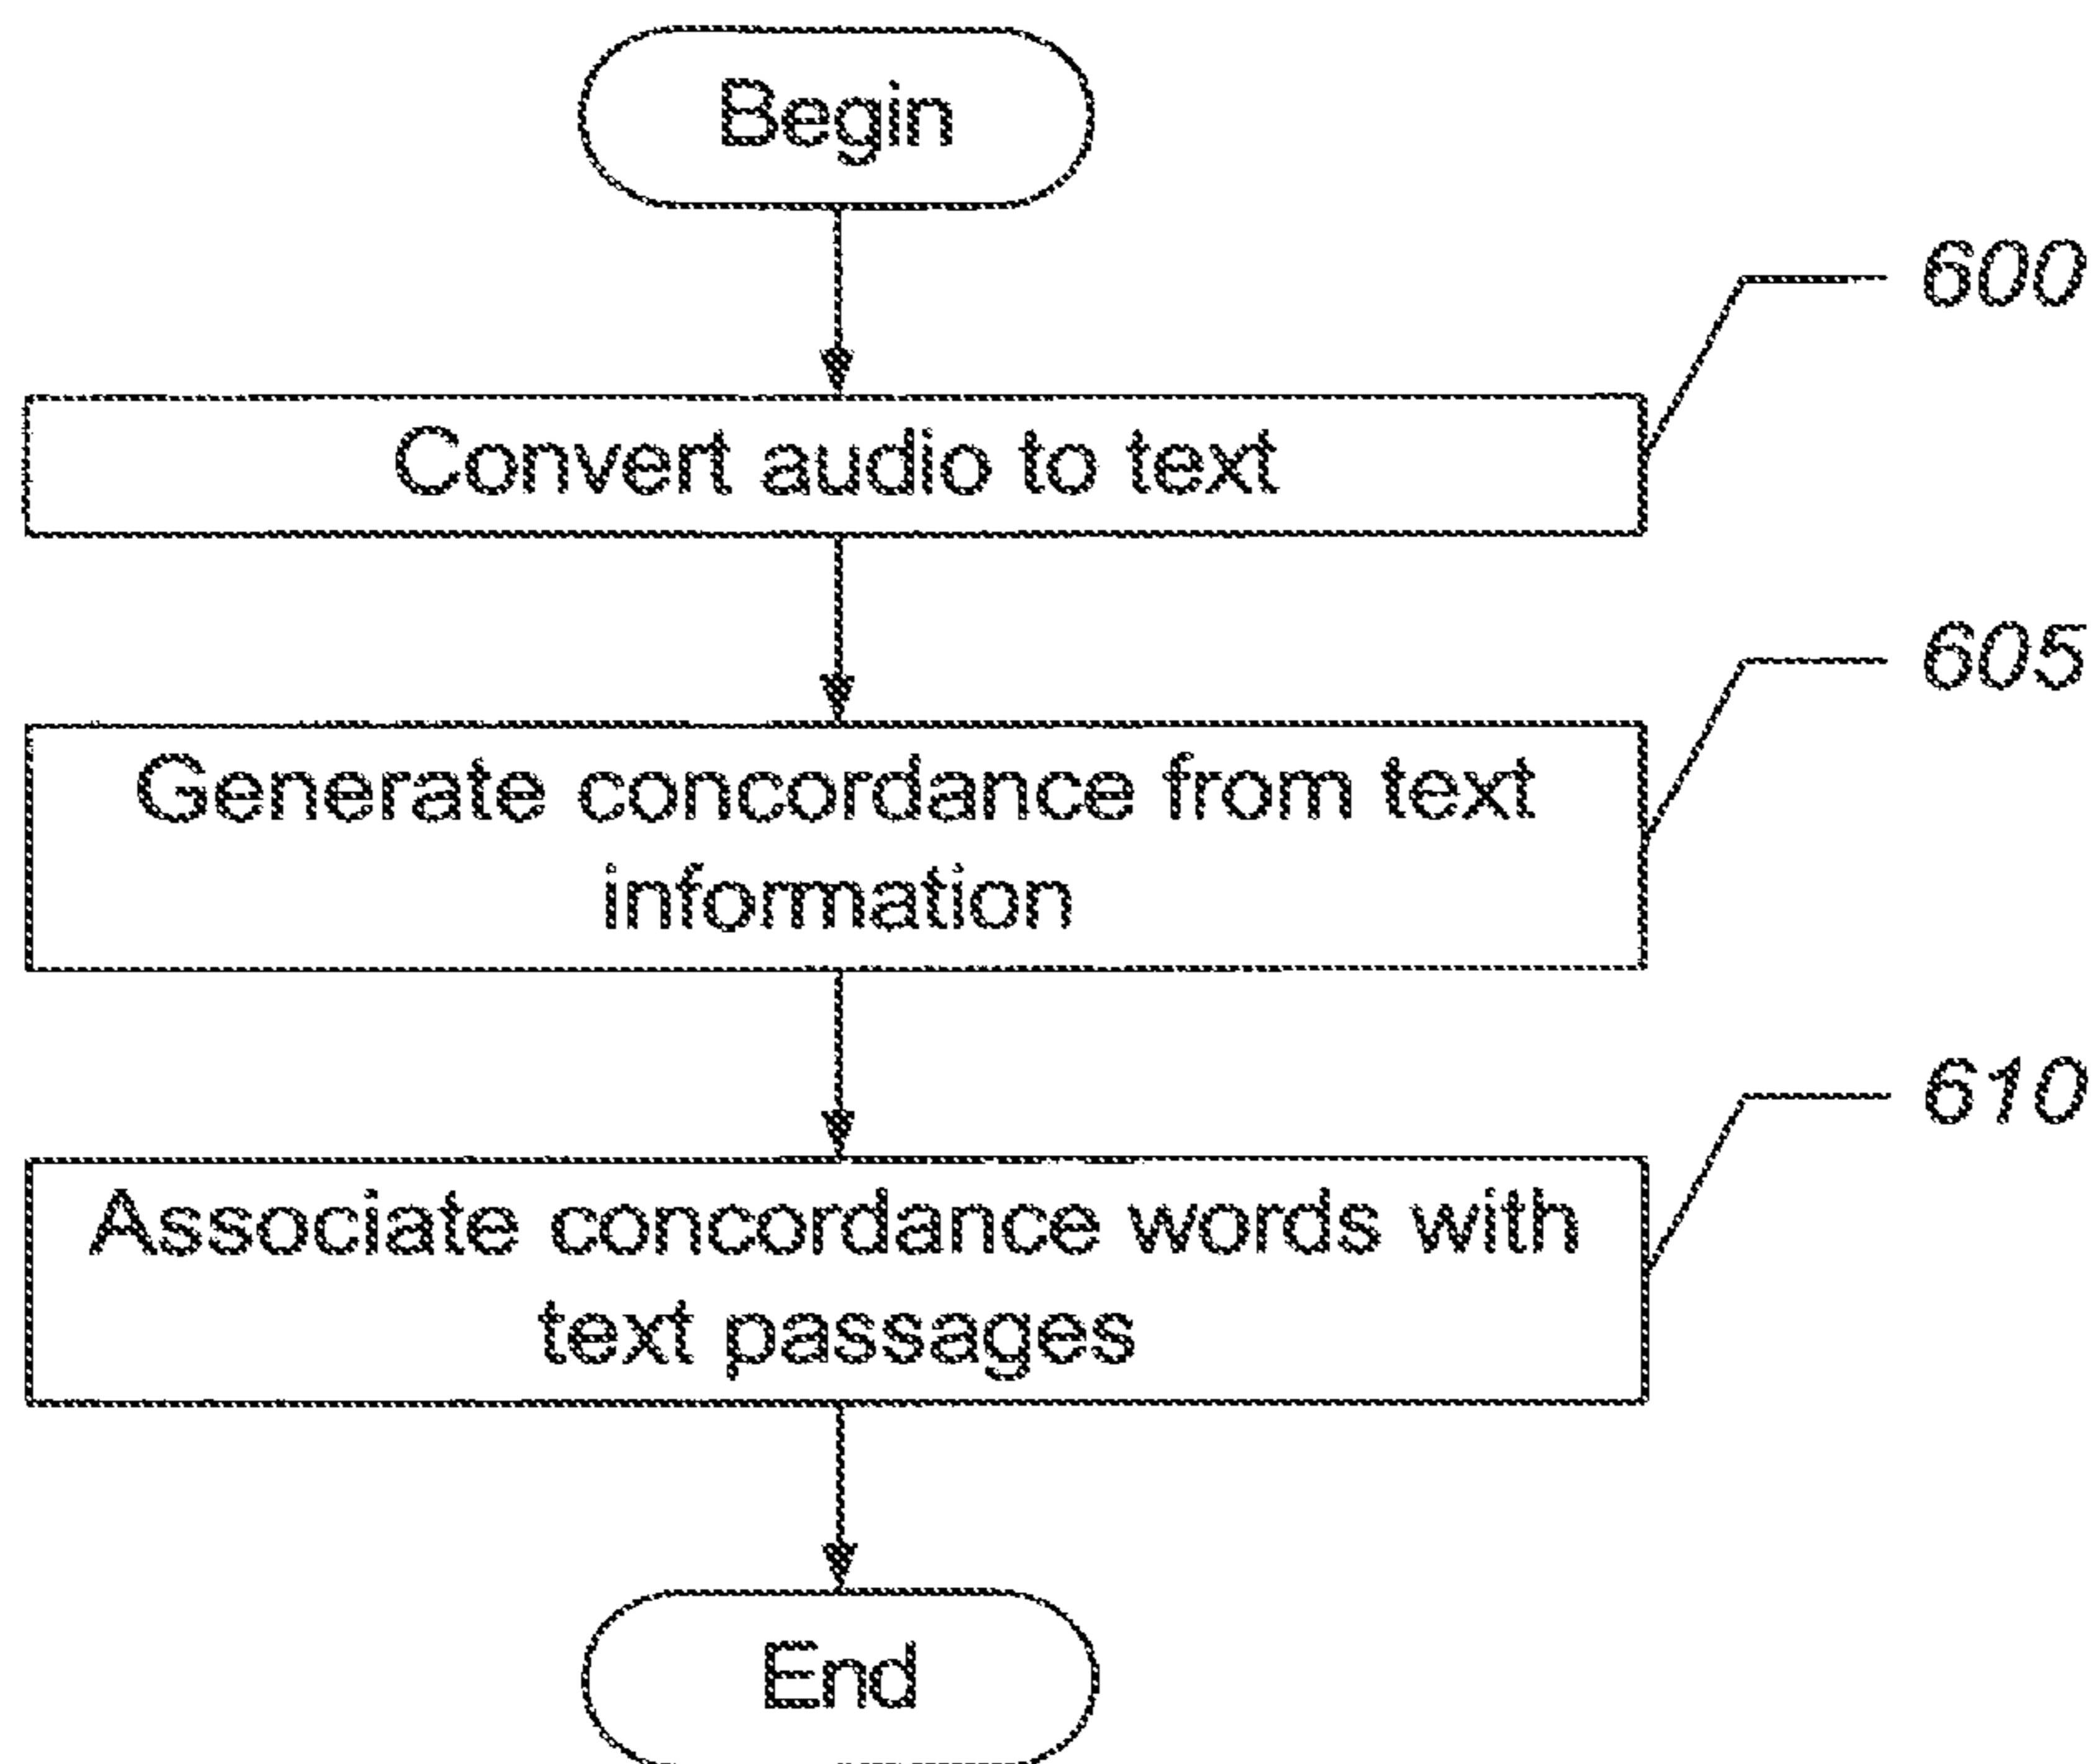 Begin
600
Convert audio to text
605
Generate concordance from text
information
610
Associate concordance words with
text passages
End